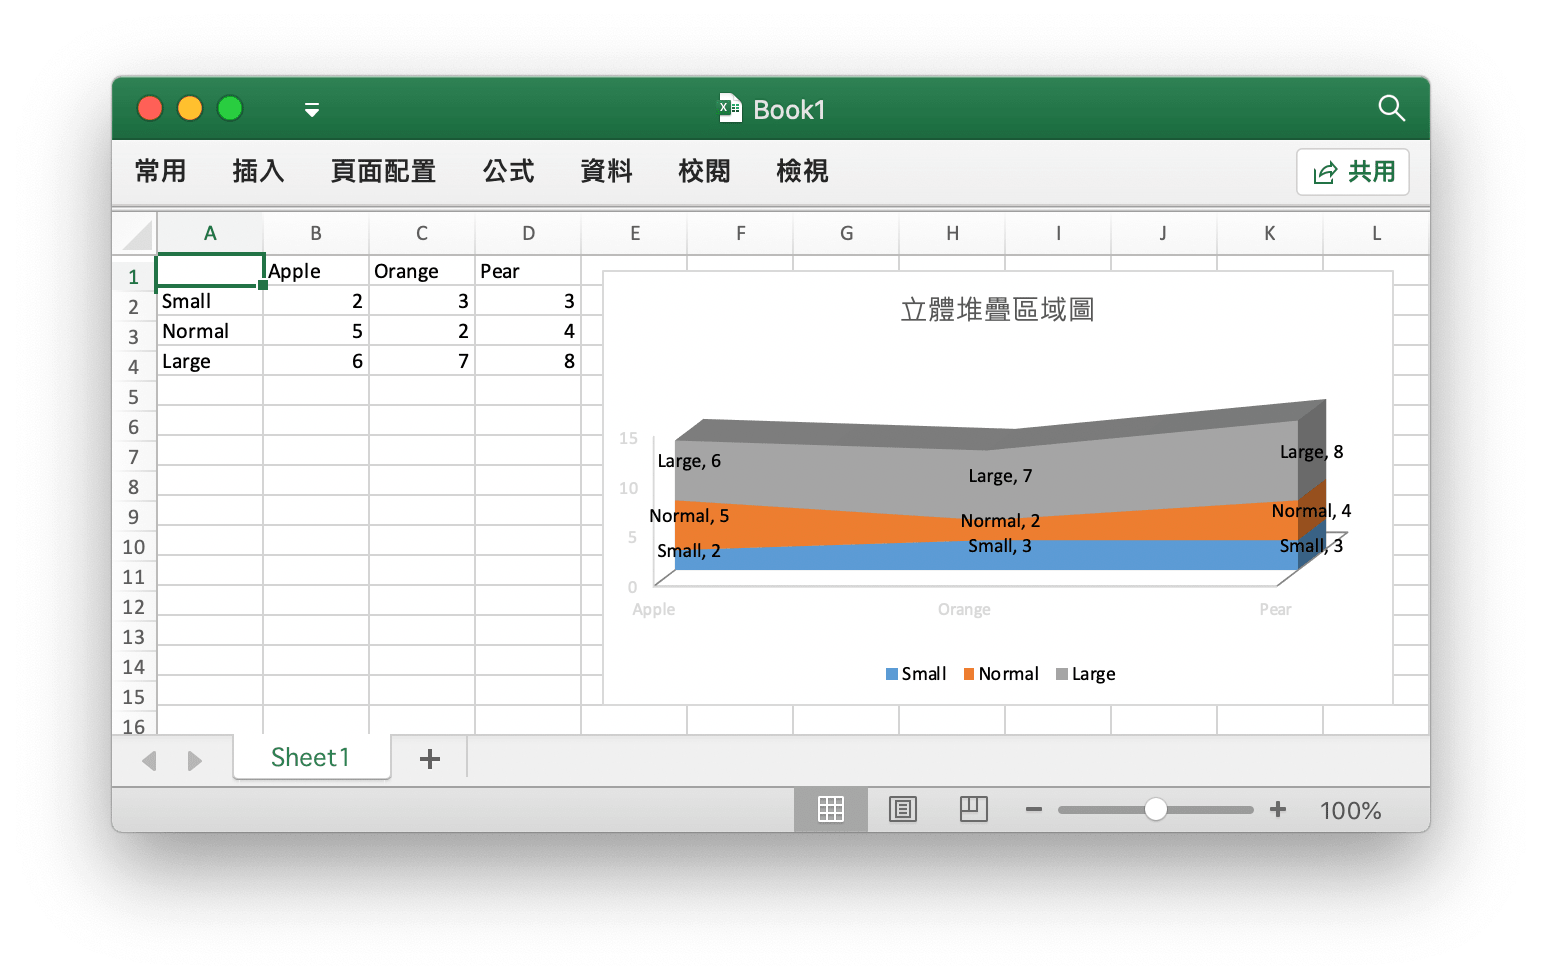 Book1
常用 插入 頁面配置 公式 資料 校閱 檢視 共用
A B C D E F G H I J K L
1 Apple Orange Pear
2 Small 2 3 3
3 Normal 5 2 4
4 Large 6 7 8
5
6
7
8
9
10
11
12
13
14
15
16
立體堆疊區域圖
15
10
5
0
Large, 6 Large, 7 Large, 8
Normal, 5 Normal, 2 Normal, 4
Small, 2 Small, 3 Small, 3
Apple Orange Pear
Small Normal Large
Sheet1
100%